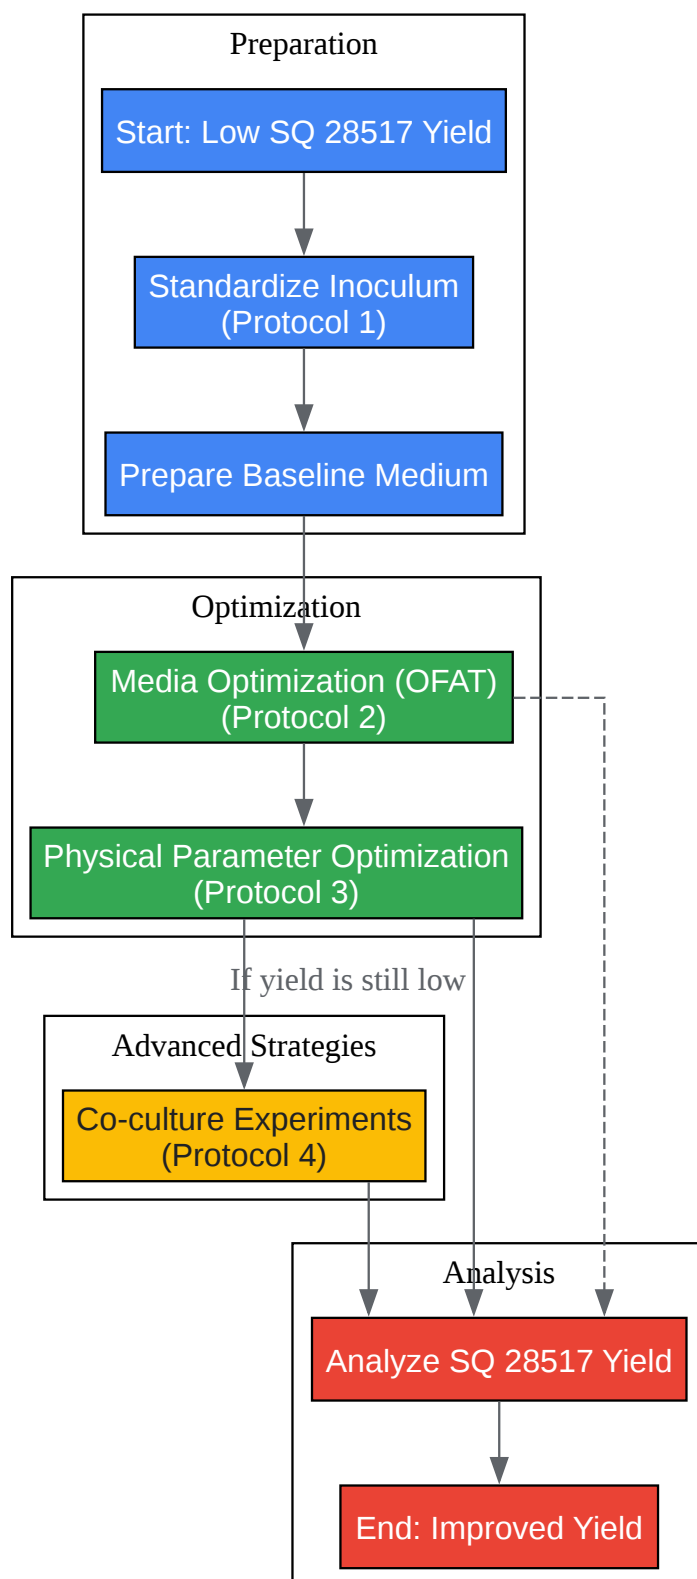 Preparation
Start: Low SQ 28517 Yield
Standardize Inoculum
(Protocol 1)
Prepare Baseline Medium
Optimization
Media Optimization (OFAT)
(Protocol 2)
Physical Parameter Optimization
(Protocol 3)
If yield is still low
Advanced Strategies
Co-culture Experiments
(Protocol 4)
Analysis
Analyze SQ 28517 Yield
End: Improved Yield